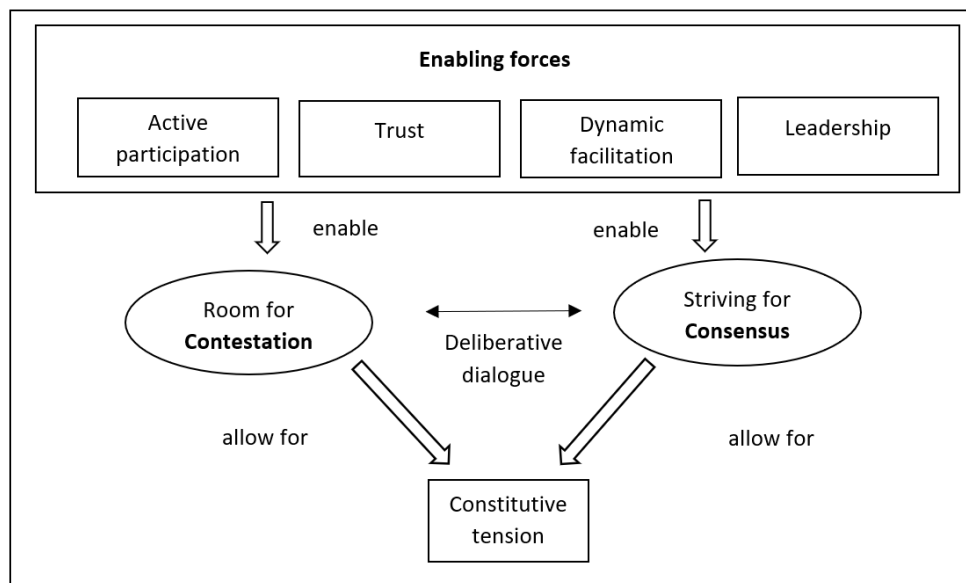 Enabling forces
Active
participation
Trust
Dynamic
facilitation
Leadership
enable
enable
Room for
Contestation
Striving for
Consensus
Deliberative
dialogue
allow for
allow for
Constitutive
tension